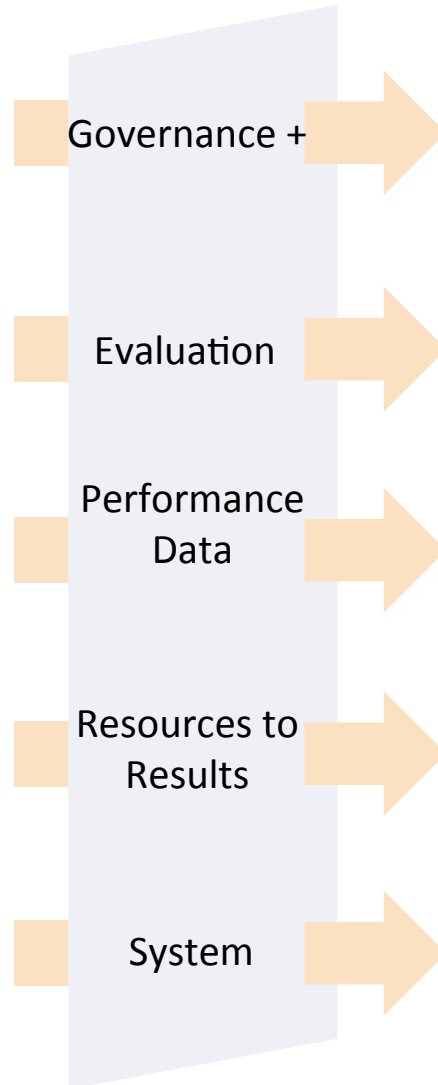 Governance +
Evaluation
Performance
Data
Resources to
Results
System